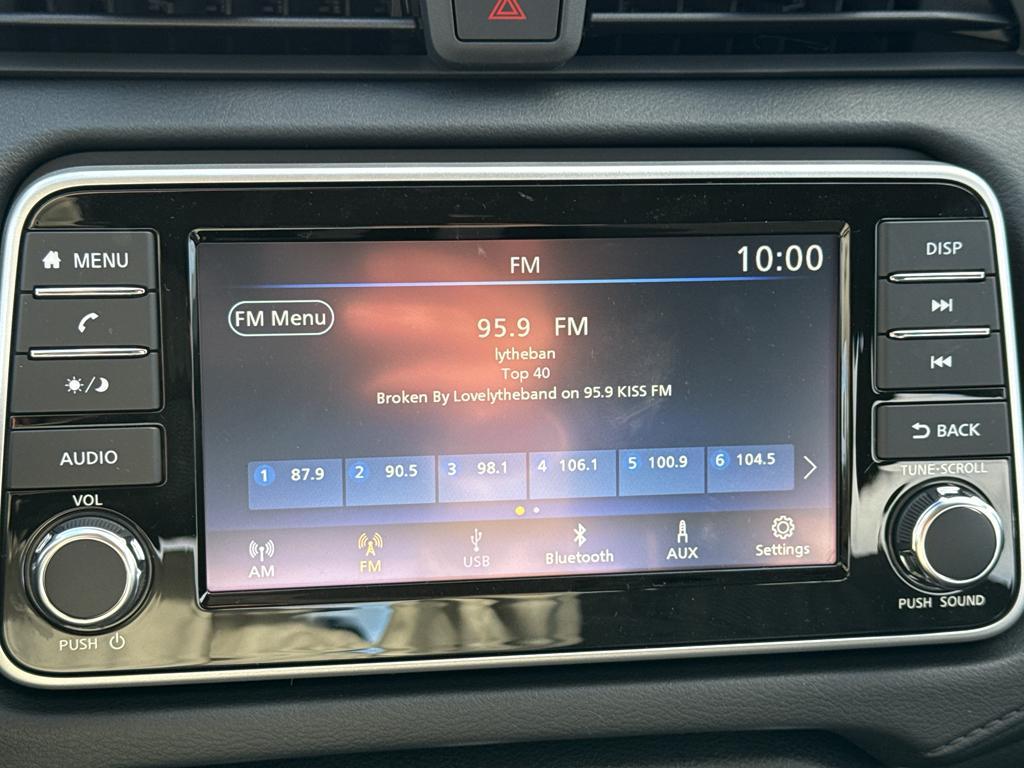 MENU
AUDIO
VOL
PUSH
FM
10:00
FM Menu
95.9 FM
lytheban
Top 40
Broken By Lovelytheband on 95.9 KISS FM
1 87.9
2 90.5
3 98.1
4 106.1
5 100.9
6 104.5
AM
FM
USB
Bluetooth
AUX
Settings
DISP
BACK
TUNE·SCROLL
PUSH SOUND